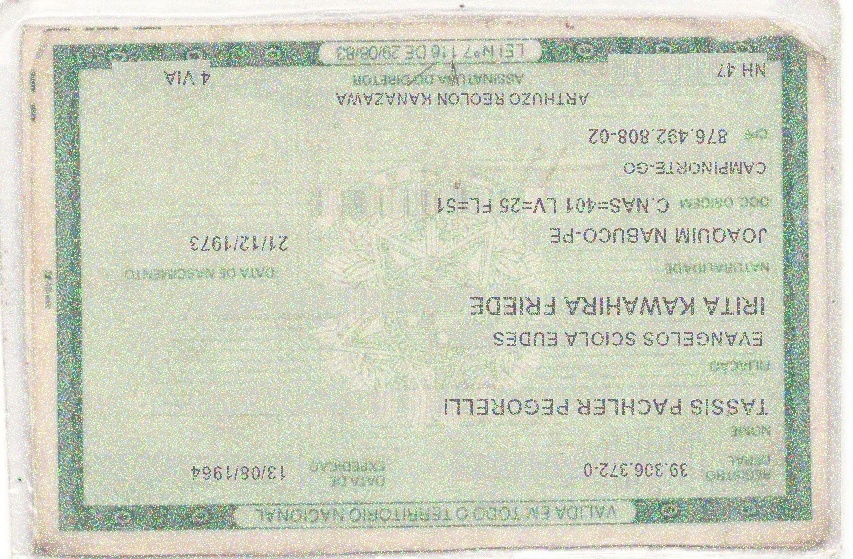 VALIDA EM TODO O TERRITORIO NACIONAL
REGISTRO GERAL 39.306.372-0 DATA DE EXPEDIÇÃO 13/08/1964
NOME
TASSIS PACHLER PEGORELLI
FILIAÇÃO
EVANGELOS SCIOLA EUDES
IRITA KAWAHIRA FRIEDE
NATURALIDADE DATA DE NASCIMENTO
JOAQUIM NABUCO-PE 21/12/1973
DOC. ORIGEM C.NAS=401 LV=25 FL=51
CAMPINORTE-GO
CPF 876.492.808-02
ARTHUZO REOLON KANAZAWA
NH 47 ASSINATURA DO DIRETOR 4 VIA
LEI Nº 7.116 DE 29/08/83